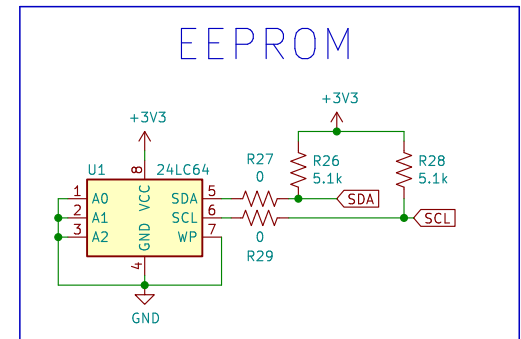 EEPROM
+3V3
+3V3
U1
24LC64
R27
0
R26
5.1k
R28
5.1k
8
VCC
1 A0
SDA 5
SDA
2 A1
SCL 6
SCL
3 A2
WP 7
GND
4
0
R29
GND